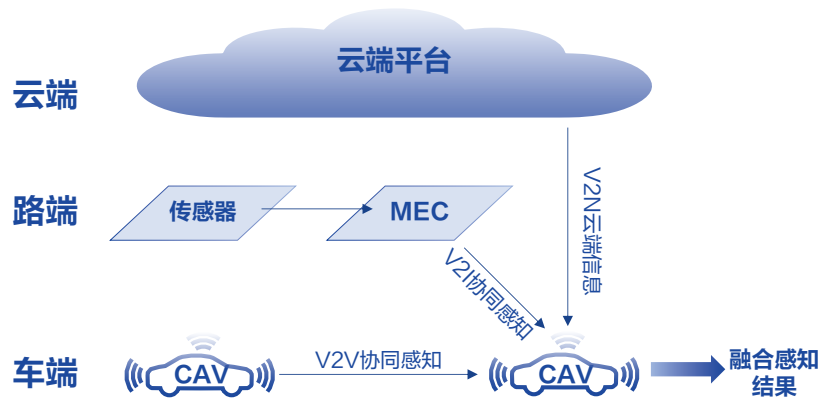 云端平台
云端
V2N云端信息
路端
传感器
MEC
V2I协同感知
车端
CAV
V2V协同感知
CAV
融合感知
结果